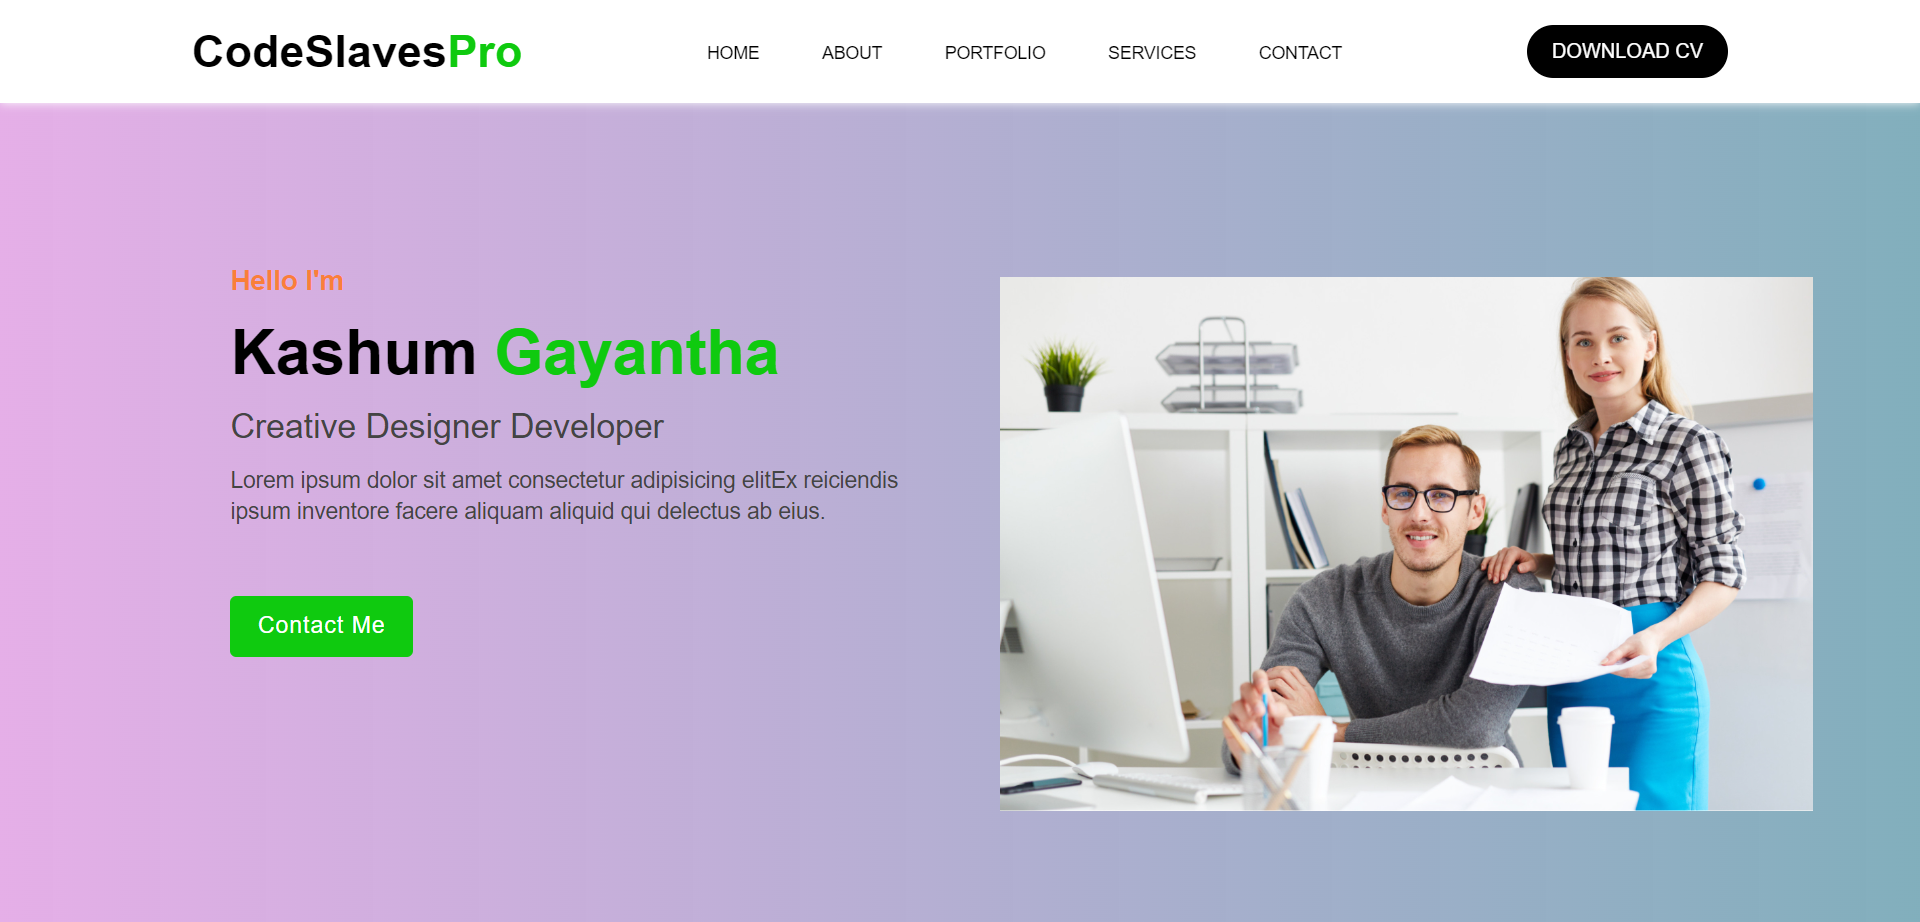 CodeSlavesPro
HOME ABOUT PORTFOLIO SERVICES CONTACT
DOWNLOAD CV
Hello I'm
Kashum Gayantha
Creative Designer Developer
Lorem ipsum dolor sit amet consectetur adipisicing elitEx reiciendis
ipsum inventore facere aliquam aliquid qui delectus ab eius.
Contact Me